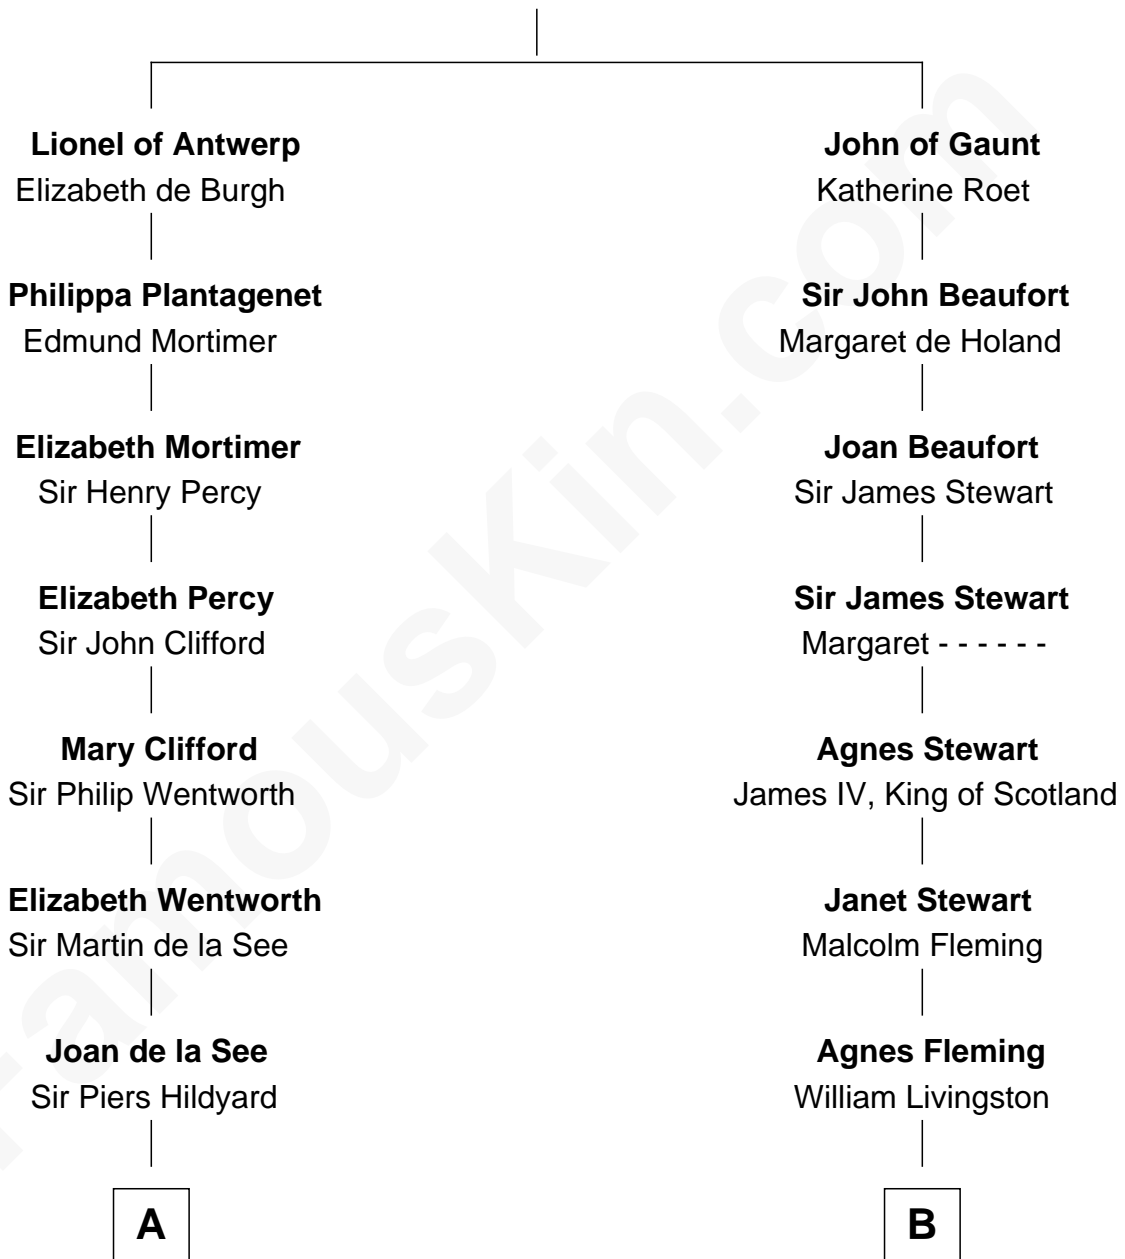 Lionel of Antwerp
Elizabeth de Burgh
Philippa Plantagenet
Edmund Mortimer
Elizabeth Mortimer
Sir Henry Percy
Elizabeth Percy
Sir John Clifford
Mary Clifford
Sir Philip Wentworth
Elizabeth Wentworth
Sir Martin de la See
Joan de la See
Sir Piers Hildyard
A
John of Gaunt
Katherine Roet
Sir John Beaufort
Margaret de Holand
Joan Beaufort
Sir James Stewart
Sir James Stewart
Margaret - - - - - -
Agnes Stewart
James IV, King of Scotland
Janet Stewart
Malcolm Fleming
Agnes Fleming
William Livingston
B
FamousKin.com